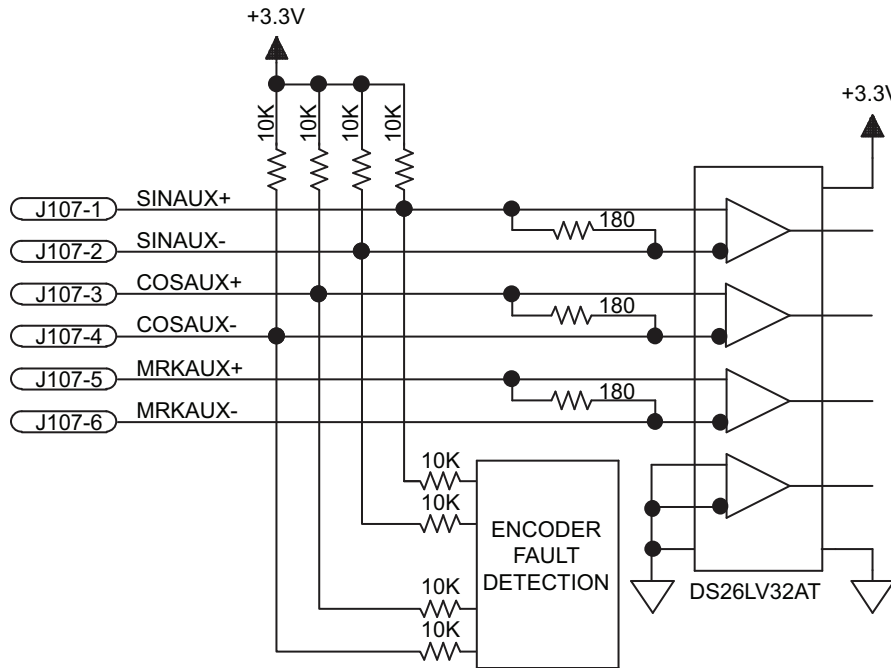 +3.3V
+3.3V
10K
10K
10K
10K
J107-1
SINAUX+
180
J107-2
SINAUX-
J107-3
COSAUX+
180
J107-4
COSAUX-
J107-5
MRKAUX+
180
J107-6
MRKAUX-
10K
10K
10K
10K
ENCODER
FAULT
DETECTION
DS26LV32AT